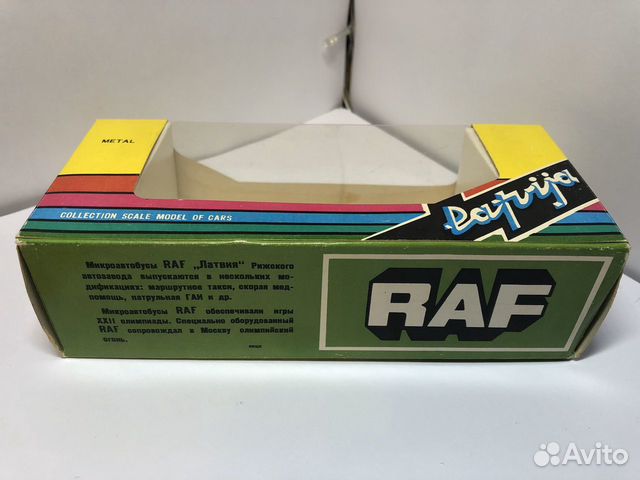 METAL
COLLECTION SCALE MODEL OF CARS
Latvija
Микроавтобусы RAF „Латвия“ Рижского
автозавода выпускаются в нескольких мо-
дификациях: маршрутное такси, скорая мед-
помощь, патрульная ГАИ и др.
Микроавтобусы RAF обеспечивали игры
XXII олимпиады. Специально оборудованный
RAF сопровождал в Москву олимпийский
огонь.
RAF
Avito